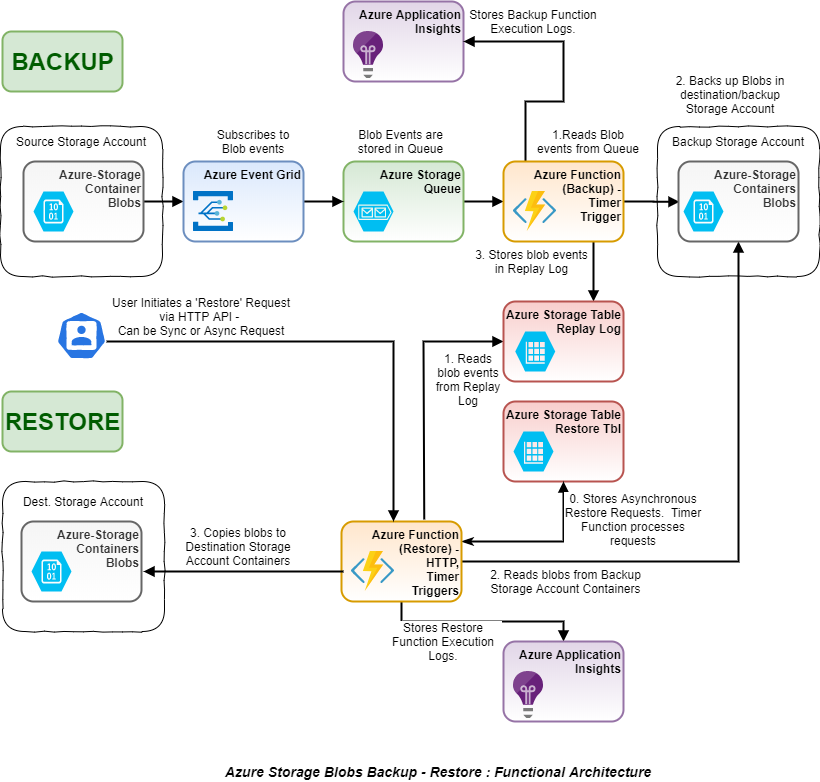 Azure Application
Insights
Stores Backup Function
Execution Logs.
BACKUP
2. Backs up Blobs in
destination/backup
Storage Account
Source Storage Account
Subscribes to
Blob events
Blob Events are
stored in Queue
1.Reads Blob
events from Queue
Backup Storage Account
Azure-Storage
Container
Blobs
10
01
Azure Event Grid
Azure Storage
Queue
Azure Function
(Backup) -
Timer
Trigger
Azure-Storage
Containers
Blobs
10
01
3. Stores blob events
in Replay Log
User Initiates a 'Restore' Request
via HTTP API -
Can be Sync or Async Request
Azure Storage Table
Replay Log
1. Reads
blob events
from Replay
Log
RESTORE
Azure Storage Table
Restore Tbl
0. Stores Asynchronous
Restore Requests.  Timer
Function processes
requests
Dest. Storage Account
Azure-Storage
Containers
Blobs
10
01
3. Copies blobs to
Destination Storage
Account Containers
Azure Function
(Restore) -
HTTP,
Timer
Triggers
2. Reads blobs from Backup
Storage Account Containers
Stores Restore
Function Execution
Logs.
Azure Application
Insights
Azure Storage Blobs Backup - Restore : Functional Architecture